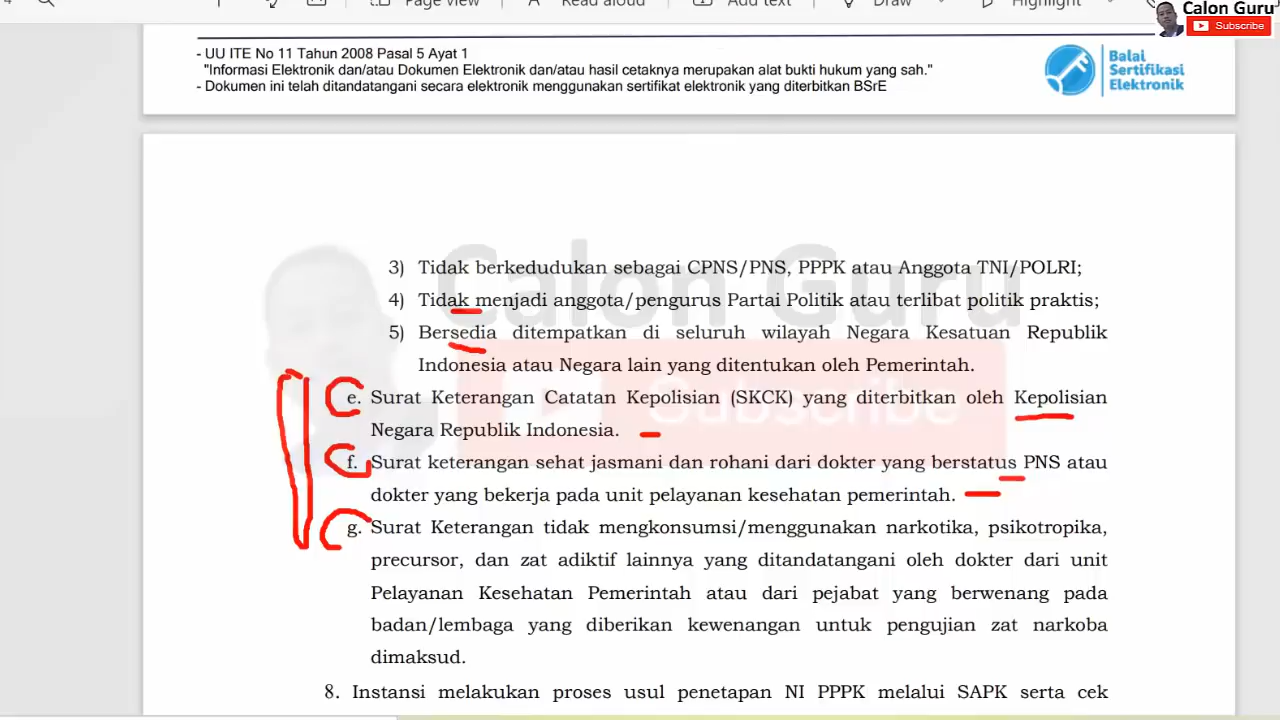 4
Page view
A
Read aloud
Add text
Draw
Highlight
Calon Guru
Subscribe
- UU ITE No 11 Tahun 2008 Pasal 5 Ayat 1
"Informasi Elektronik dan/atau Dokumen Elektronik dan/atau hasil cetaknya merupakan alat bukti hukum yang sah."
- Dokumen ini telah ditandatangani secara elektronik menggunakan sertifikat elektronik yang diterbitkan BSrE
Balai
Sertifikasi
Elektronik
Calon Guru
Subscribe
3) Tidak berkedudukan sebagai CPNS/PNS, PPPK atau Anggota TNI/POLRI;
4) Tidak menjadi anggota/pengurus Partai Politik atau terlibat politik praktis;
5) Bersedia ditempatkan di seluruh wilayah Negara Kesatuan Republik
Indonesia atau Negara lain yang ditentukan oleh Pemerintah.
e. Surat Keterangan Catatan Kepolisian (SKCK) yang diterbitkan oleh Kepolisian
Negara Republik Indonesia.
f. Surat keterangan sehat jasmani dan rohani dari dokter yang berstatus PNS atau
dokter yang bekerja pada unit pelayanan kesehatan pemerintah.
g. Surat Keterangan tidak mengkonsumsi/menggunakan narkotika, psikotropika,
precursor, dan zat adiktif lainnya yang ditandatangani oleh dokter dari unit
Pelayanan Kesehatan Pemerintah atau dari pejabat yang berwenang pada
badan/lembaga yang diberikan kewenangan untuk pengujian zat narkoba
dimaksud.
8. Instansi melakukan proses usul penetapan NI PPPK melalui SAPK serta cek